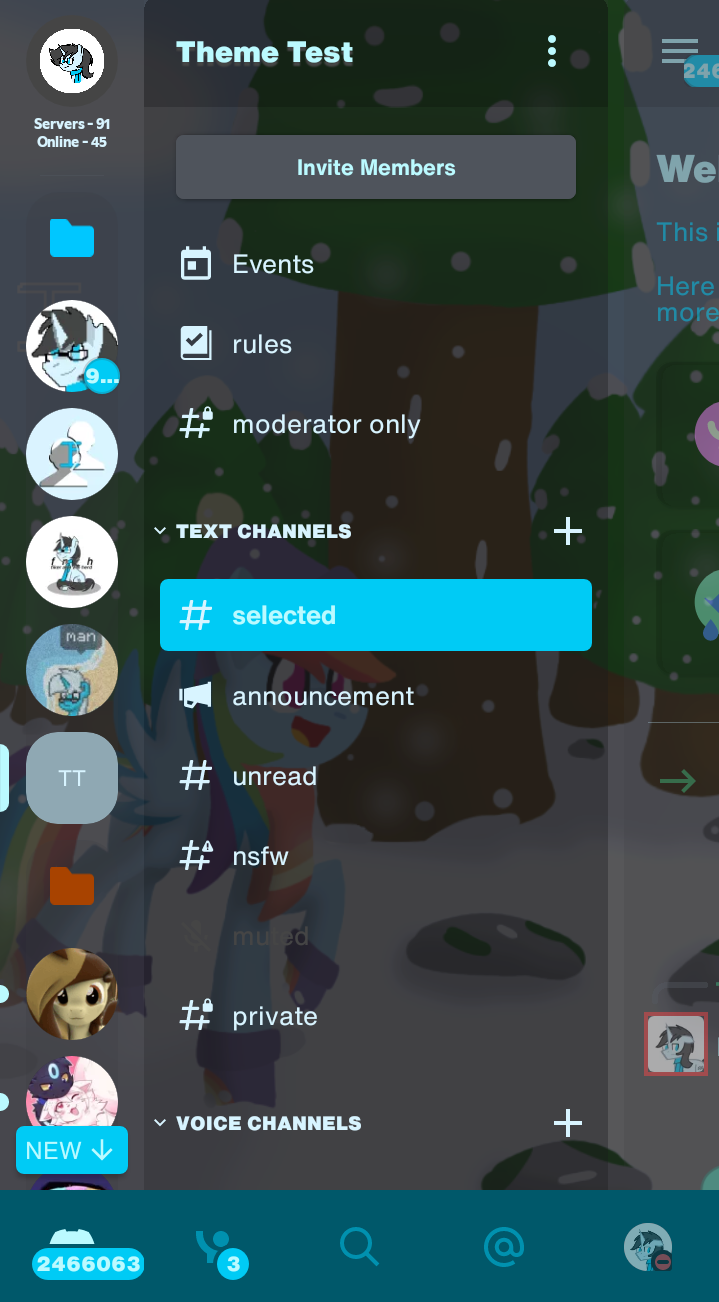 Theme Test
246
Servers - 91
Online - 45
Invite Members
We
This i
Here
more
Events
9...
rules
moderator only
TEXT CHANNELS
selected
man
announcement
TT
unread
nsfw
muted
private
VOICE CHANNELS
NEW
2466063
3